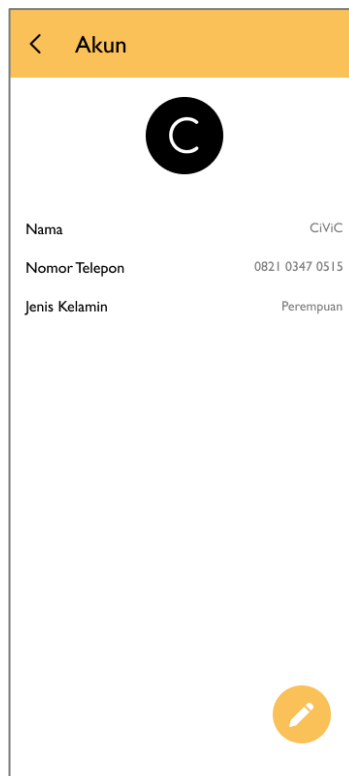 Akun
C
Nama CiViC
Nomor Telepon 0821 0347 0515
Jenis Kelamin Perempuan